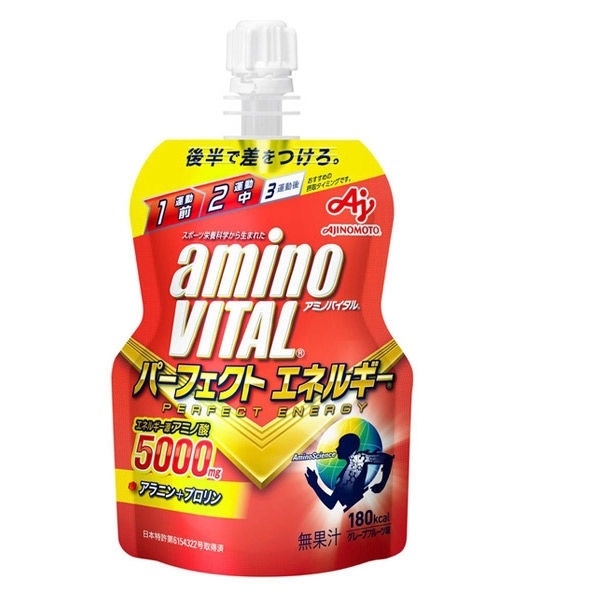 後半で差をつけろ。
1 運動前 2 運動中 3 運動後
おすすめの
摂取タイミングです。
Aj
AJINOMOTO
スポーツ栄養科学から生まれた
amino
VITAL®
アミノバイタル®
パーフェクト エネルギー®
PERFECT ENERGY
エネルギー源アミノ酸
5000mg
アラニン+プロリン
Amino Science
日本特許第6154322号取得済
無果汁
180kcal
グレープフルーツ味